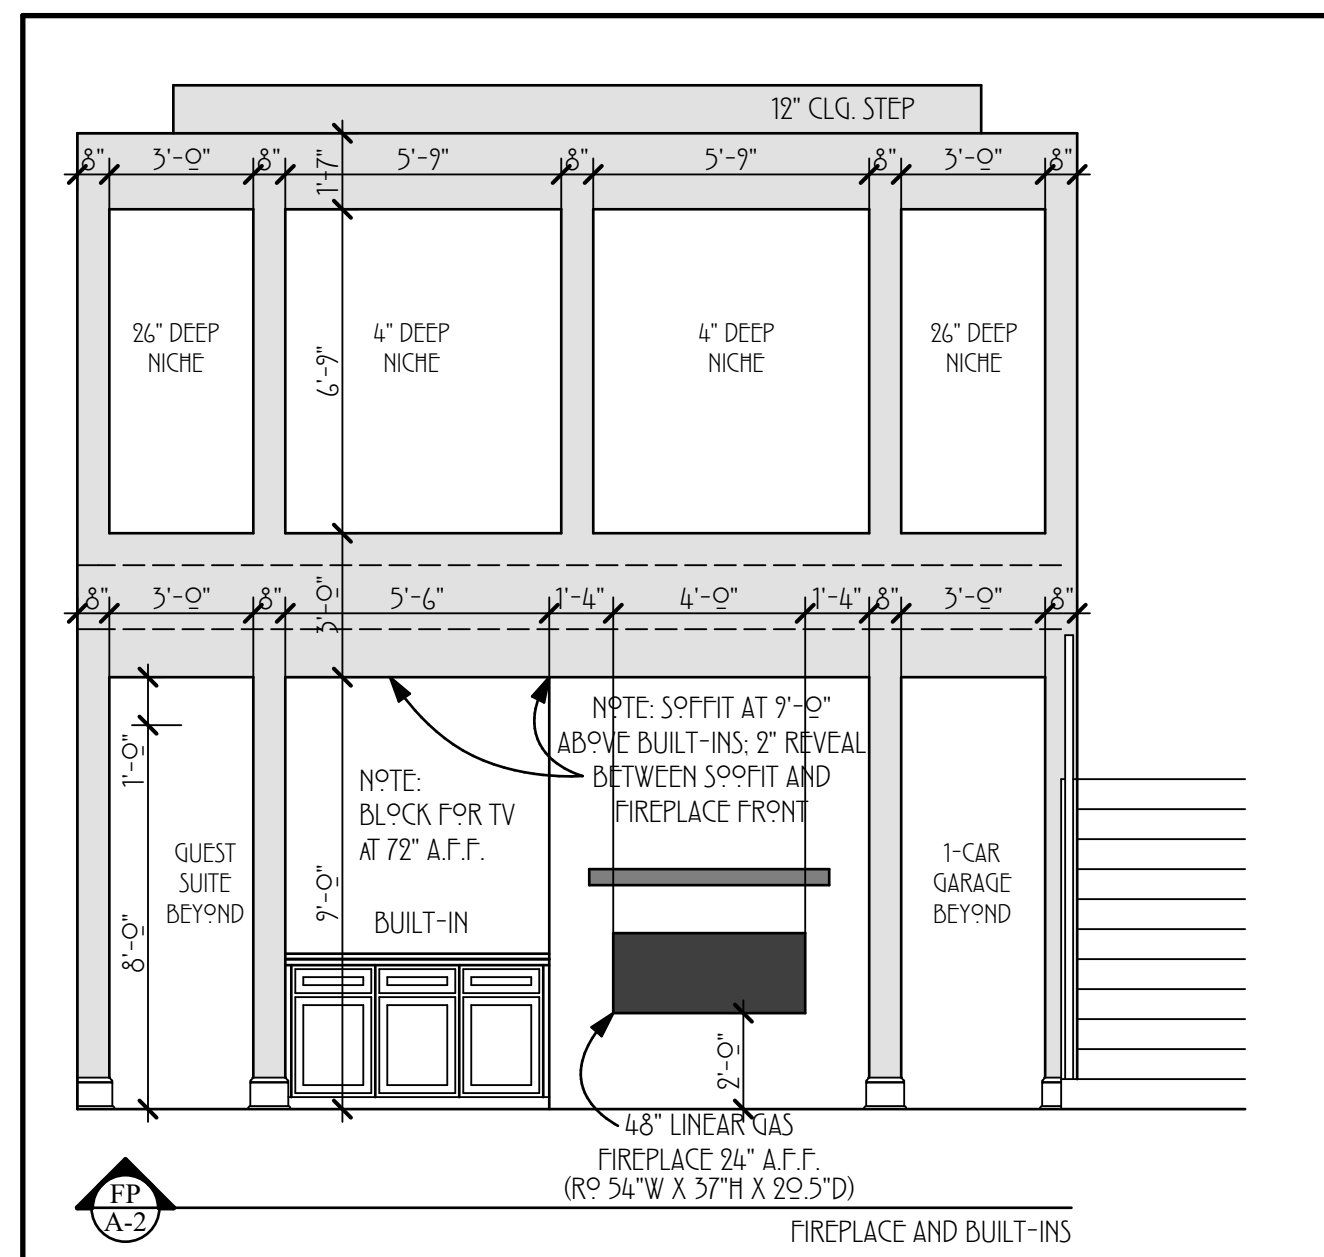 12" CLG. STEP
8" 3'-0" 8" 5'-9" 8" 5'-9" 8" 3'-0" 8"
1'-7"
26" DEEP
NICHE
4" DEEP
NICHE
4" DEEP
NICHE
26" DEEP
NICHE
6'-9"
8" 3'-0" 8" 5'-6" 1'-4" 4'-0" 1'-4" 8" 3'-0" 8"
3'-0"
NOTE: SOFFIT AT 9'-0"
ABOVE BUILT-INS; 2" REVEAL
BETWEEN SOOFIT AND
FIREPLACE FRONT
1'-0"
NOTE:
BLOCK FOR TV
AT 72" A.F.F.
GUEST
SUITE
BEYOND
8'-0"
9'-0"
BUILT-IN
1-CAR
GARAGE
BEYOND
2'-0"
48" LINEAR GAS
FIREPLACE 24" A.F.F.
(RO 54"W X 37"H X 20.5"D)
FP
A-2
FIREPLACE AND BUILT-INS